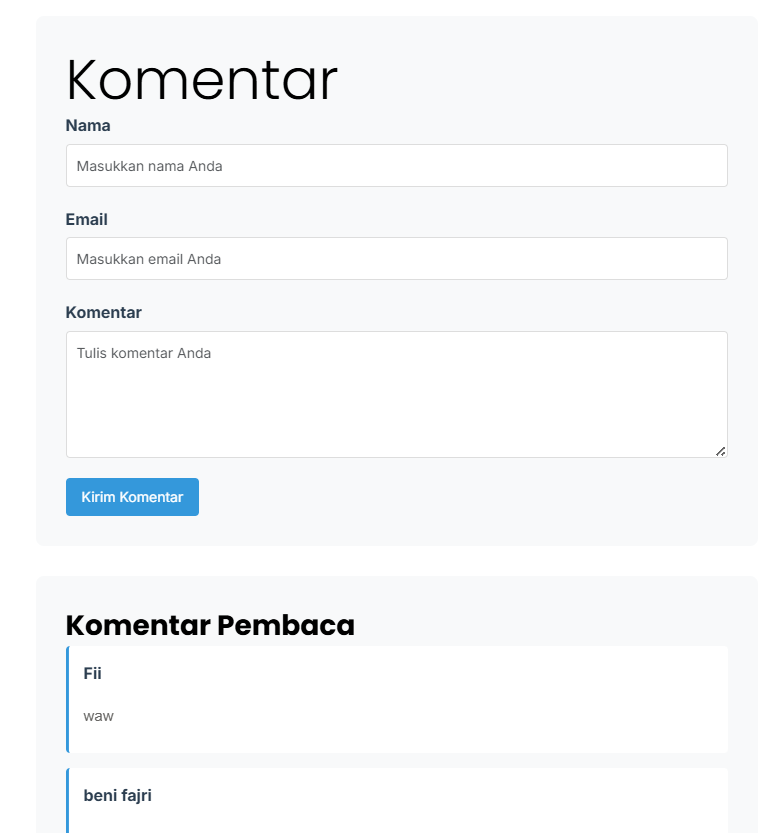 Komentar
Nama
Masukkan nama Anda
Email
Masukkan email Anda
Komentar
Tulis komentar Anda
Kirim Komentar
Komentar Pembaca
Fii
waw
beni fajri